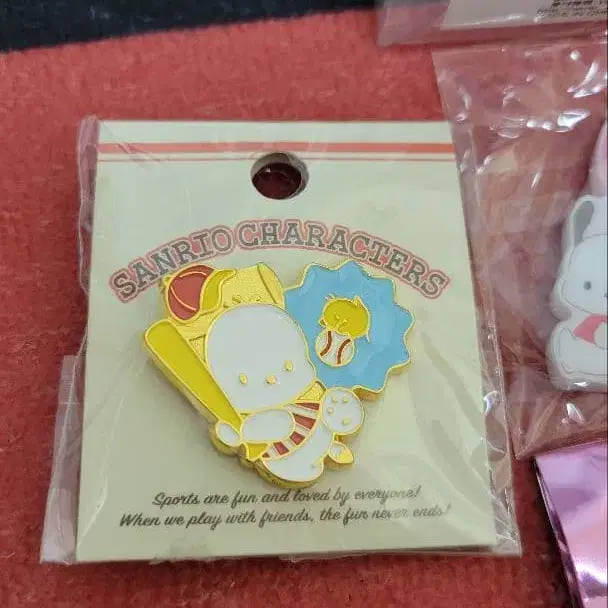 SANRIO CHARACTERS
Sports are fun and loved by everyone!
When we play with friends, the fun never ends!